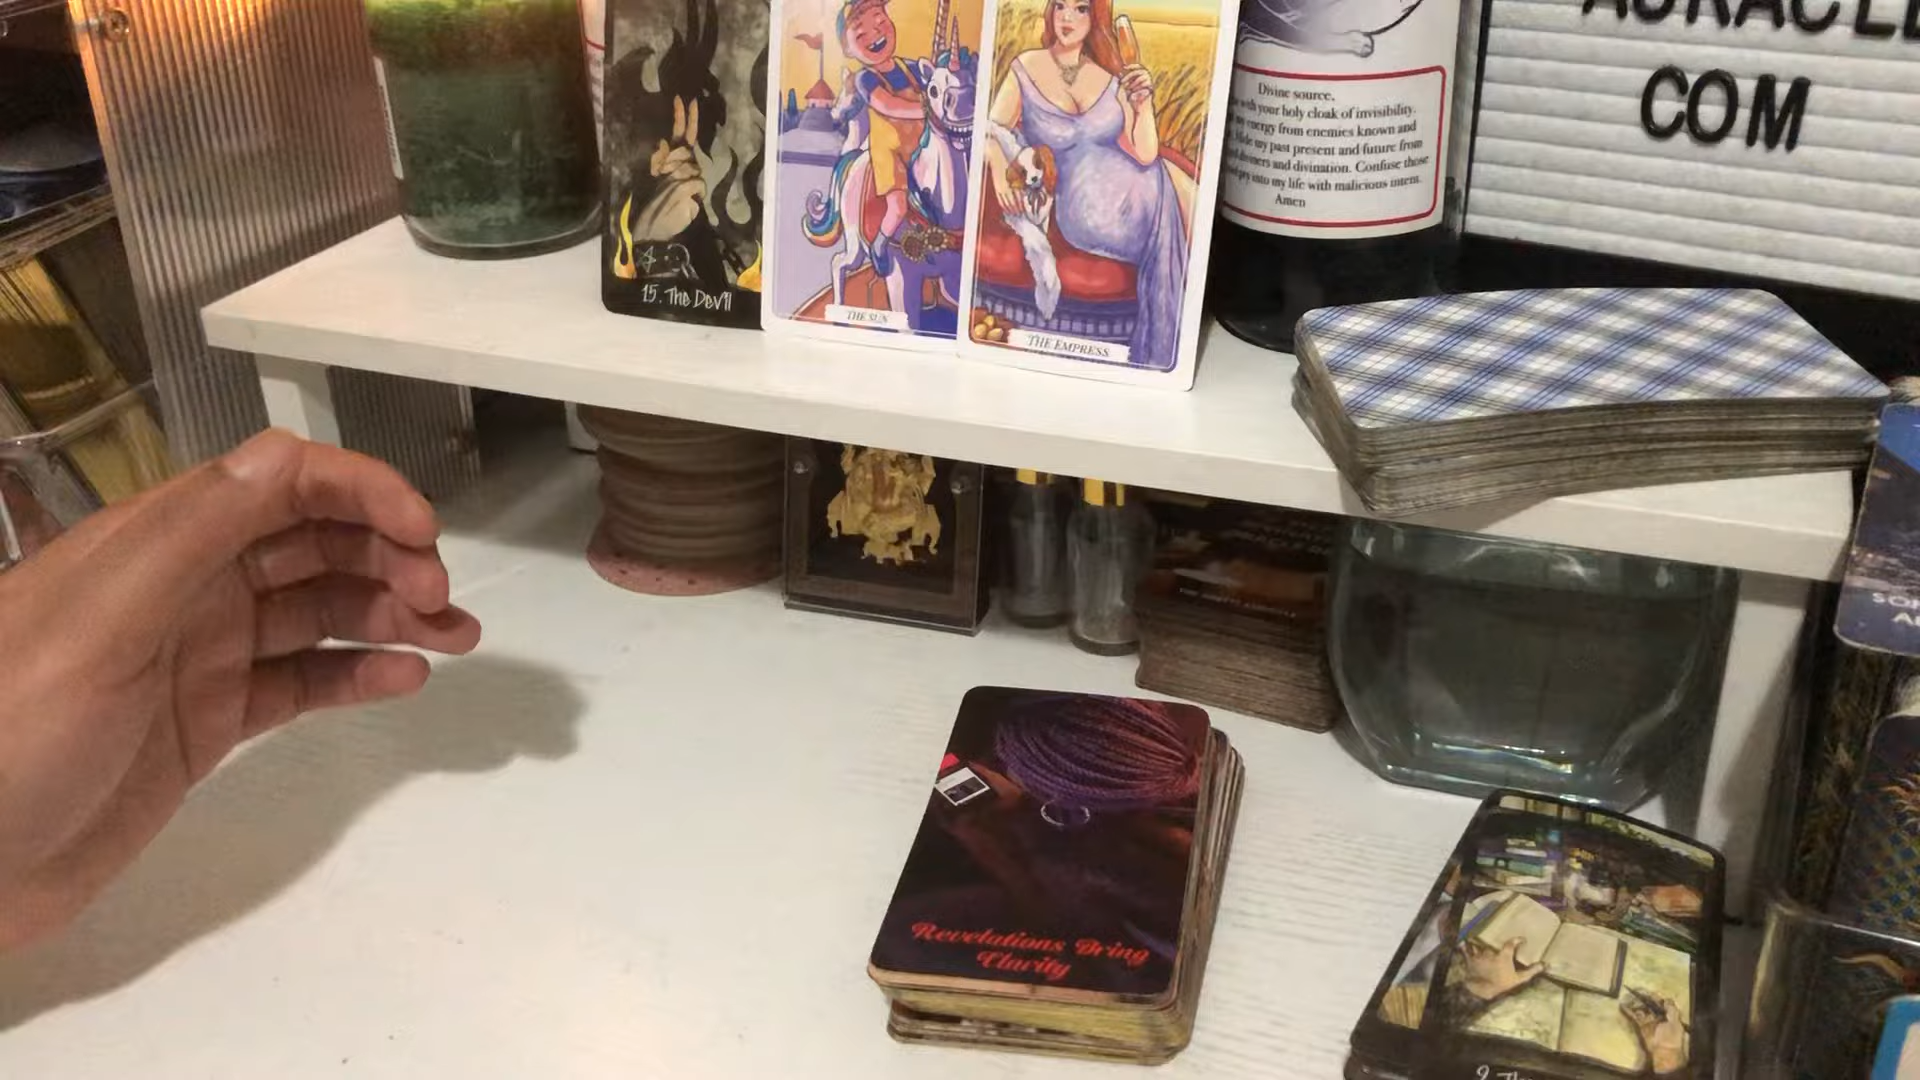 COM
Divine source,
with your holy cloak of invisibility.
energy from enemies known and
my past present and future from
and divination. Confuse those
pry into my life with malicious intent.
Amen
15. The Devil
THE SUN
THE EMPRESS
Revelations Bring
Clarity